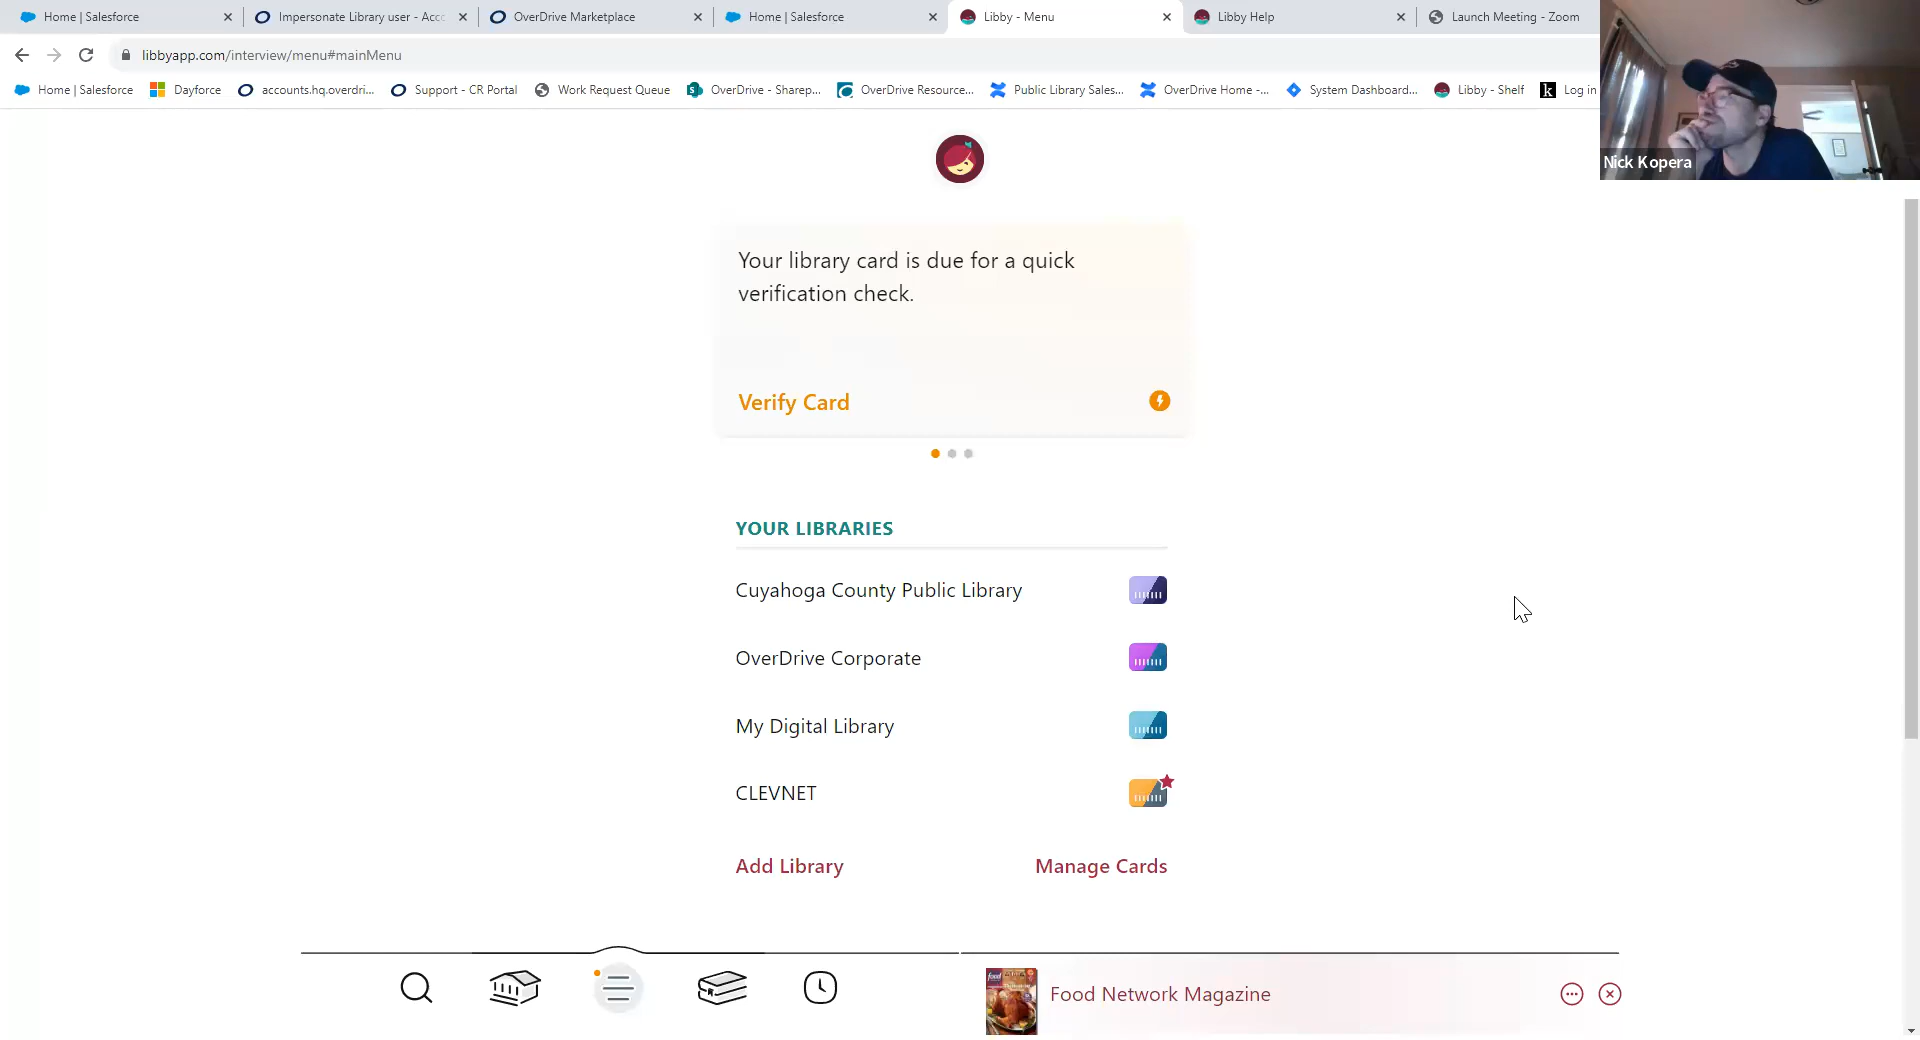 Home | Salesforce
Impersonate Library user - Acc
OverDrive Marketplace
Home | Salesforce
Libby - Menu
Libby Help
Launch Meeting - Zoom
libbyapp.com/interview/menu#mainMenu
Home | Salesforce
Dayforce
accounts.hq.overdri...
Support - CR Portal
Work Request Queue
OverDrive - Sharep...
OverDrive Resource...
Public Library Sales...
OverDrive Home -...
System Dashboard...
Libby - Shelf
Log in
Nick Kopera
Your library card is due for a quick
verification check.
Verify Card
YOUR LIBRARIES
Cuyahoga County Public Library
OverDrive Corporate
My Digital Library
CLEVNET
Add Library
Manage Cards
food
Food Network Magazine